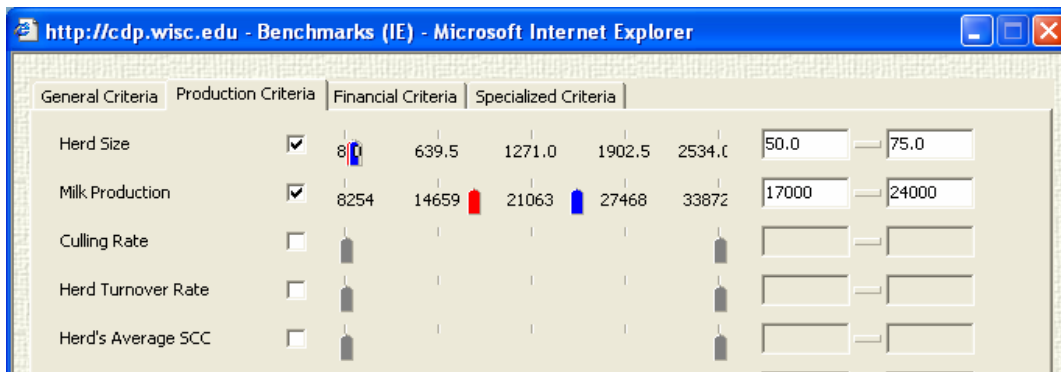 http://cdp.wisc.edu - Benchmarks (IE) - Microsoft Internet Explorer
General Criteria Production Criteria Financial Criteria Specialized Criteria
Herd Size 639.5 1271.0 1902.5 2534.0 50.0 75.0
Milk Production 8254 14659 21063 27468 33872 17000 24000
Culling Rate
Herd Turnover Rate
Herd's Average SCC